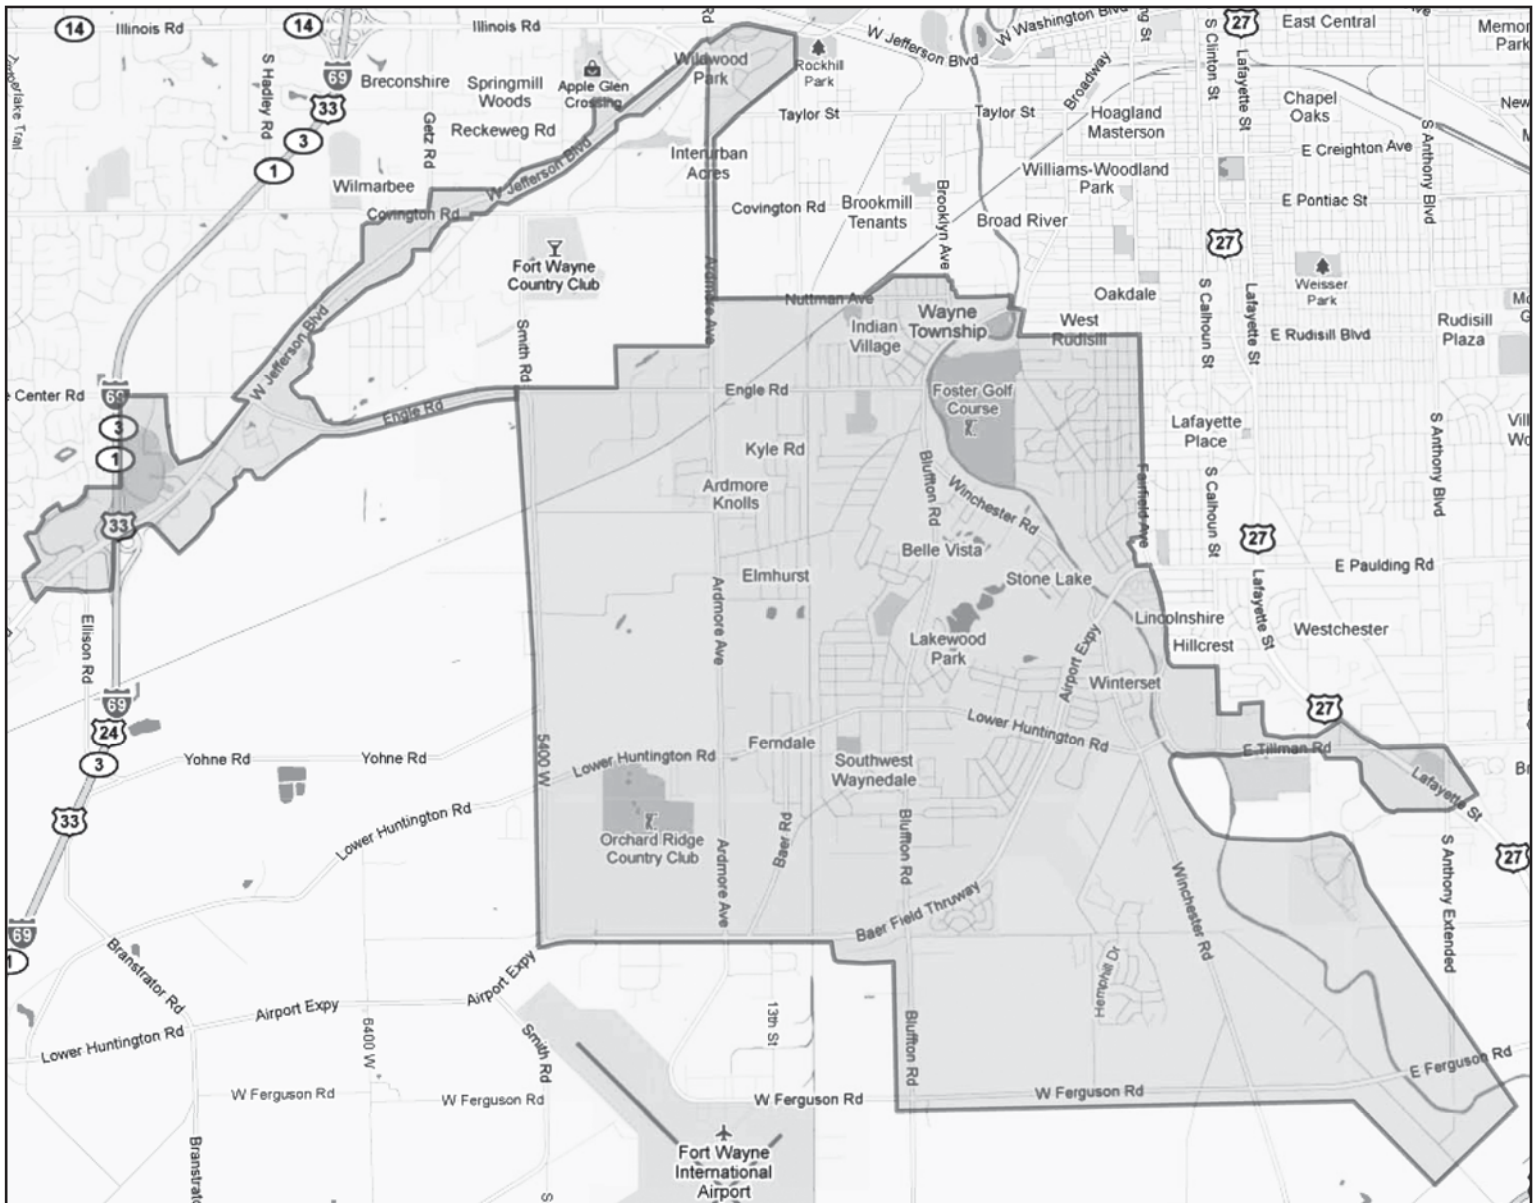 14
Illinois Rd
14
Illinois Rd
W Jefferson Blvd
W Washington Blvd
27
East Central
69
S Hadley Rd
Breconshire
Springmill
Woods
Apple Glen
Crossing
Wildwood
Park
Rockhill
Park
S Clinton St
Lafayette St
33
3
1
Getz Rd
Reckeweg Rd
Taylor St
Taylor St
Broadway
Hoagland
Masterson
Chapel
Oaks
S Anthony Blvd
E Creighton Ave
Wilmarbee
W Jefferson Blvd
Interurban
Acres
Williams-Woodland
Park
Covington Rd
Covington Rd
Brookmill
Tenants
Brooklyn Ave
Broad River
E Pontiac St
27
Fort Wayne
Country Club
Ardmore Ave
Nuttman Ave
Oakdale
Weisser
Park
S Calhoun St
Lafayette St
W Jefferson Blvd
Smith Rd
Indian
Village
Wayne
Township
West
Rudisill
E Rudisill Blvd
Rudisill
Plaza
Center Rd
69
3
1
33
Engle Rd
Engle Rd
Foster Golf
Course
Lafayette
Place
S Anthony Blvd
Kyle Rd
Ardmore
Knolls
Bluffton Rd
Winchester Rd
Fairfield Ave
S Calhoun St
27
Belle Vista
Elmhurst
Stone Lake
E Paulding Rd
Lafayette St
Ellison Rd
Ardmore Ave
Lakewood
Park
Airport Expy
Lincolnshire
Hillcrest
Westchester
69
24
3
33
Winterset
27
Yohne Rd
Yohne Rd
5400 W
Lower Huntington Rd
Ferndale
Lower Huntington Rd
Southwest
Waynedale
E Tillman Rd
Lafayette St
Lower Huntington Rd
Orchard Ridge
Country Club
Ardmore Ave
Baer Rd
Bluffton Rd
27
S Anthony Extended
69
1
Branstrator Rd
Airport Expy
Airport Expy
Baer Field Thruway
Winchester Rd
Hemphill Dr
Lower Huntington Rd
6400 W
Smith Rd
13th St
Bluffton Rd
E Ferguson Rd
W Ferguson Rd
W Ferguson Rd
W Ferguson Rd
W Ferguson Rd
Fort Wayne
International
Airport